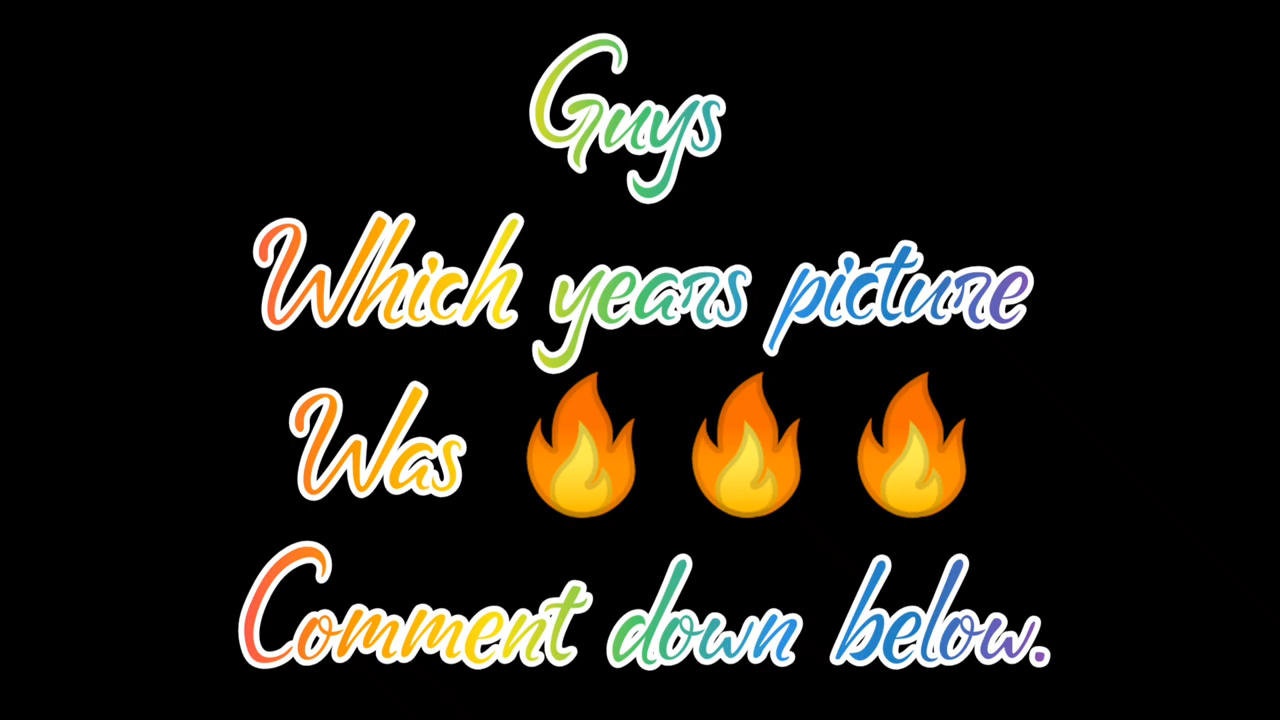 Guys
Which years picture
Was 🔥 🔥 🔥
Comment down below.